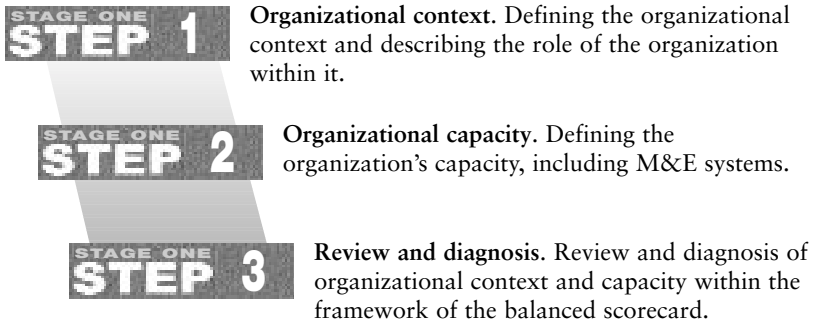 STAGE ONE
STEP 1
Organizational context. Defining the organizational
context and describing the role of the organization
within it.
STAGE ONE
STEP 2
Organizational capacity. Defining the
organization’s capacity, including M&E systems.
STAGE ONE
STEP 3
Review and diagnosis. Review and diagnosis of
organizational context and capacity within the
framework of the balanced scorecard.